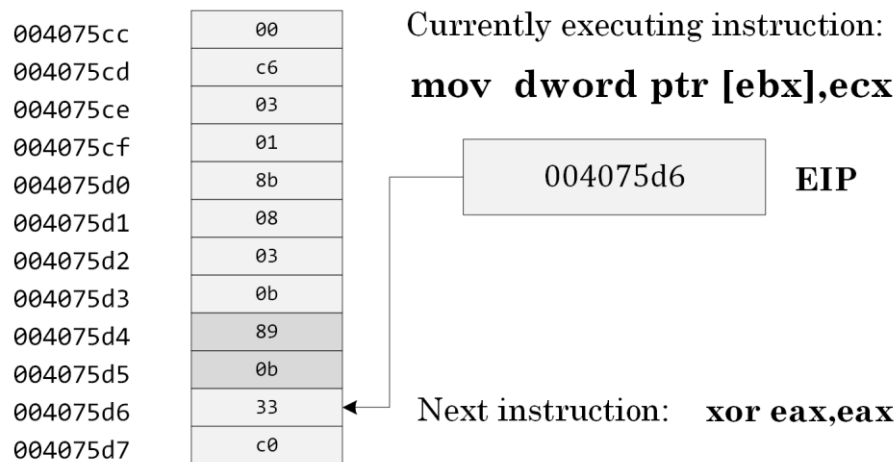 004075cc 00 Currently executing instruction:
004075cd c6
mov dword ptr [ebx],ecx
004075ce 03
004075cf 01
004075d0 8b 004075d6 EIP
004075d1 08
004075d2 03
004075d3 0b
004075d4 89
004075d5 0b
004075d6 33 Next instruction: xor eax,eax
004075d7 c0